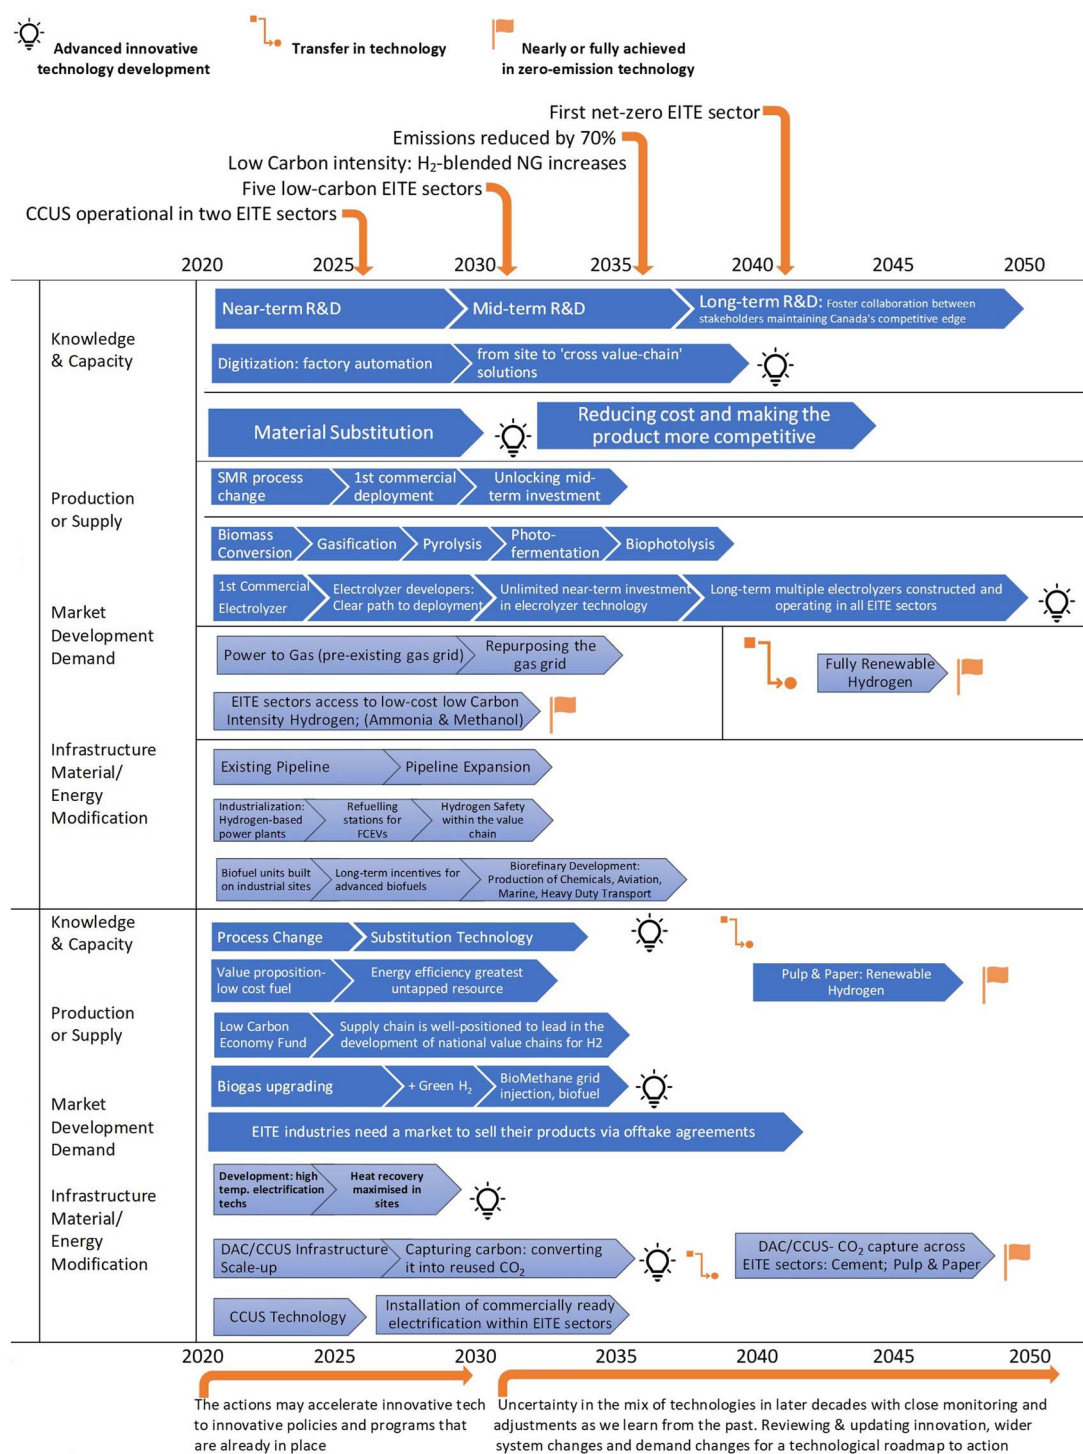 Advanced innovative
technology development
Transfer in technology
Nearly or fully achieved
in zero-emission technology
First net-zero EITE sector
Emissions reduced by 70%
Low Carbon intensity: H₂-blended NG increases
Five low-carbon EITE sectors
CCUS operational in two EITE sectors
2020 2025 2030 2035 2040 2045 2050
Knowledge
& Capacity
Near-term R&D
Mid-term R&D
Long-term R&D: Foster collaboration between
stakeholders maintaining Canada's competitive edge
Digitization: factory automation
from site to 'cross value-chain'
solutions
Material Substitution
Reducing cost and making the
product more competitive
Production
or Supply
SMR process
change
1st commercial
deployment
Unlocking mid-
term investment
Biomass
Conversion
Gasification
Pyrolysis
Photo-
fermentation
Biophotolysis
Market
Development
Demand
1st Commercial
Electrolyzer
Electrolyzer developers:
Clear path to deployment
Unlimited near-term investment
in elecrolyzer technology
Long-term multiple electrolyzers constructed and
operating in all EITE sectors
Power to Gas (pre-existing gas grid)
Repurposing the
gas grid
Fully Renewable
Hydrogen
EITE sectors access to low-cost low Carbon
Intensity Hydrogen; (Ammonia & Methanol)
Infrastructure
Material/
Energy
Modification
Existing Pipeline
Pipeline Expansion
Industrialization:
Hydrogen-based
power plants
Refuelling
stations for
FCEVs
Hydrogen Safety
within the value
chain
Biofuel units built
on industrial sites
Long-term incentives for
advanced biofuels
Biorefinary Development:
Production of Chemicals, Aviation,
Marine, Heavy Duty Transport
Knowledge
& Capacity
Process Change
Substitution Technology
Value proposition-
low cost fuel
Energy efficiency greatest
untapped resource
Pulp & Paper: Renewable
Hydrogen
Production
or Supply
Low Carbon
Economy Fund
Supply chain is well-positioned to lead in the
development of national value chains for H2
Biogas upgrading
+ Green H₂
BioMethane grid
injection, biofuel
Market
Development
Demand
EITE industries need a market to sell their products via offtake agreements
Development: high
temp. electrification
techs
Heat recovery
maximised in
sites
Infrastructure
Material/
Energy
Modification
DAC/CCUS Infrastructure
Scale-up
Capturing carbon: converting
it into reused CO₂
DAC/CCUS- CO₂ capture across
EITE sectors: Cement; Pulp & Paper
CCUS Technology
Installation of commercially ready
electrification within EITE sectors
2020 2025 2030 2035 2040 2045 2050
The actions may accelerate innovative tech
to innovative policies and programs that
are already in place
Uncertainty in the mix of technologies in later decades with close monitoring and
adjustments as we learn from the past. Reviewing & updating innovation, wider
system changes and demand changes for a technological roadmap to action